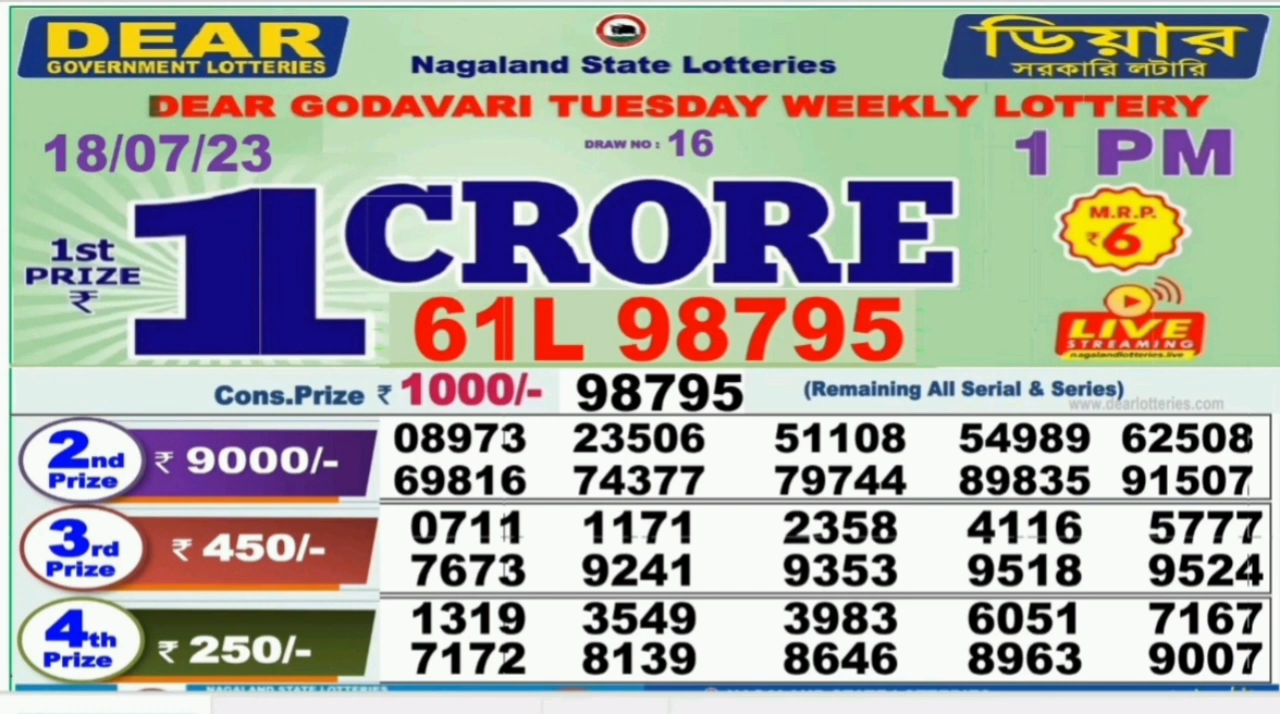 DEAR
GOVERNMENT LOTTERIES
Nagaland State Lotteries
ডিয়ার
সরকারি লটারি
DEAR GODAVARI TUESDAY WEEKLY LOTTERY
18/07/23
DRAW NO : 16
1 PM
1st
PRIZE
₹
1 CRORE
M.R.P.
₹6
61L 98795
LIVE
STREAMING
nagalandlotteries.live
Cons.Prize ₹ 1000/- 98795 (Remaining All Serial & Series)
www.dearlotteries.com
2nd
Prize
₹ 9000/-
08973 23506 51108 54989 62508
69816 74377 79744 89835 91507
3rd
Prize
₹ 450/-
0711 1171 2358 4116 5777
7673 9241 9353 9518 9524
4th
Prize
₹ 250/-
1319 3549 3983 6051 7167
7172 8139 8646 8963 9007
NAGALAND STATE LOTTERIES
NAGALAND STATE LOTTERIES